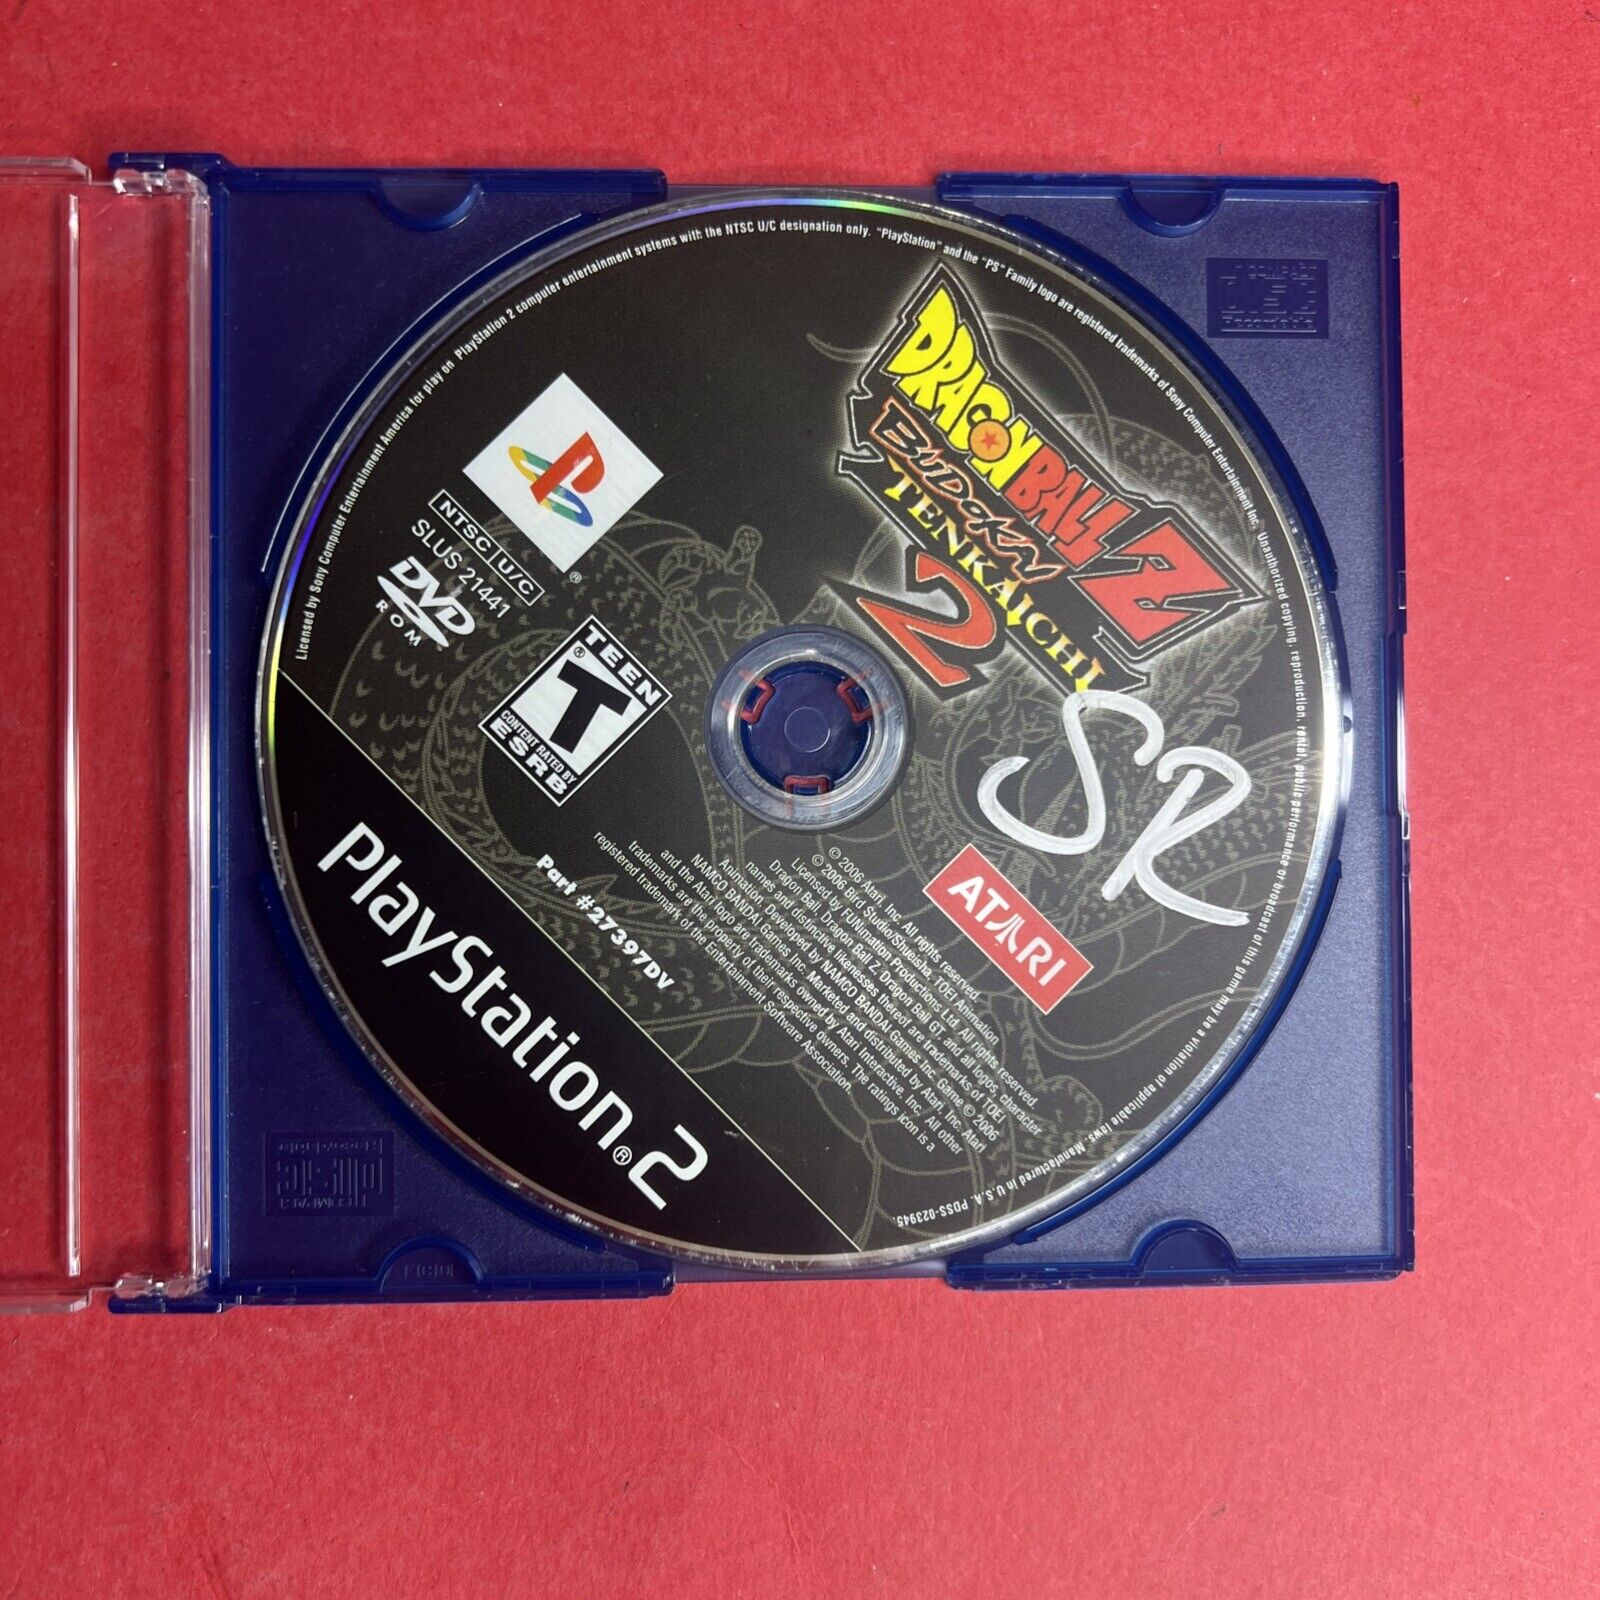 Licensed by Sony Computer Entertainment America for play on PlayStation 2 computer entertainment systems with the NTSC U/C designation only. "PlayStation" and the "PS" Family logo are registered trademarks of Sony Computer Entertainment Inc. Unauthorized copying, reproduction, rental, public performance or broadcast of this game may be a violation of applicable laws. Manufactured in U.S.A. PDSS-023945.
DRAGON BALL Z
BUDOKAI
TENKAICHI
2
NTSC U/C
SLUS 21441
DVD
ROM
TEEN
T
CONTENT RATED BY
ESRB
SR
ATARI
Part #27397DV
© 2006 Atari, Inc. All rights reserved.
© 2006 Bird Studio/Shueisha, TOEI Animation.
Licensed by FUNimation Productions, Ltd. All rights reserved.
Dragon Ball, Dragon Ball Z, Dragon Ball GT, and all logos, character
names and distinctive likenesses thereof are trademarks of TOEI
Animation. Developed by NAMCO BANDAI Games Inc. Game © 2006
NAMCO BANDAI Games Inc. Marketed and distributed by Atari, Inc. Atari
and the Atari logo are trademarks owned by Atari Interactive, Inc. All other
trademarks are the property of their respective owners. The ratings icon is a
registered trademark of the Entertainment Software Association.
PlayStation®2
COMPACT
disc
Recordable
COMPACT
disc
Recordable